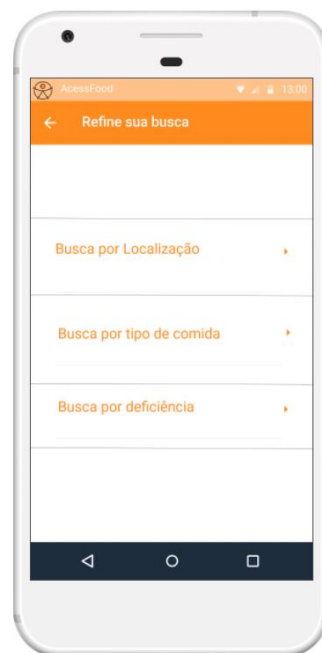 AcessFood 13:00
Refine sua busca
Busca por Localização
Busca por tipo de comida
Busca por deficiência